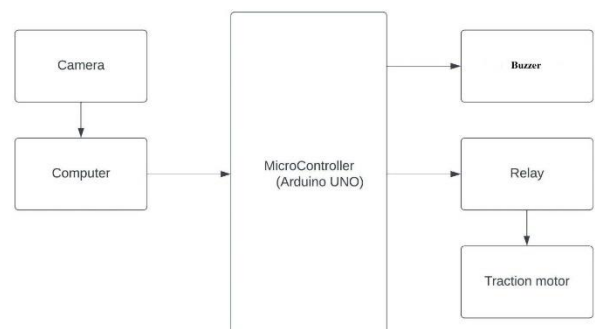 Camera
Buzzer
Computer
MicroController
(Arduino UNO)
Relay
Traction motor